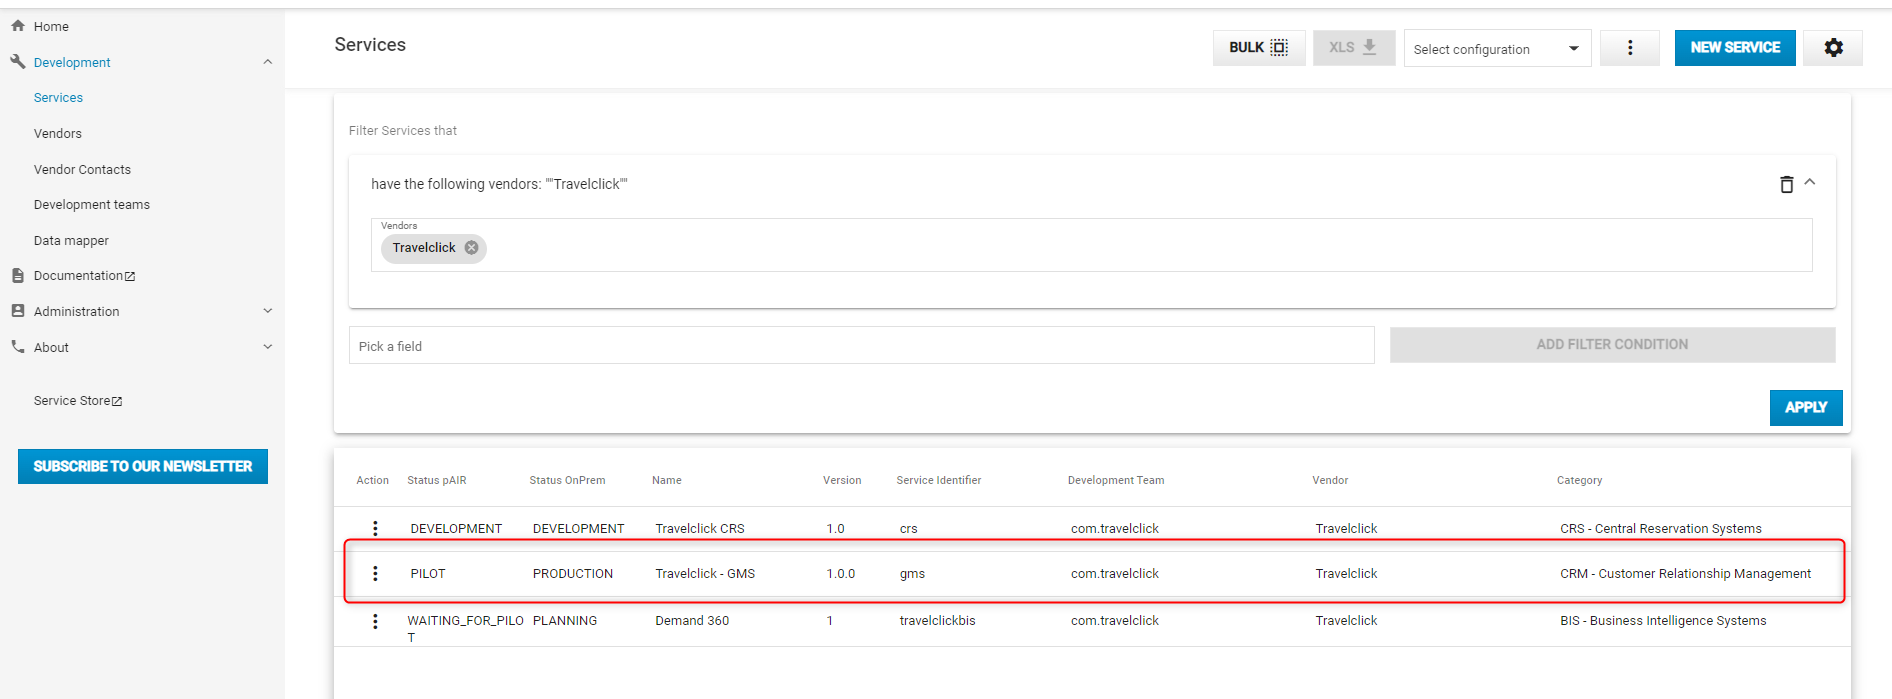 Home
Development
Services
Vendors
Vendor Contacts
Development teams
Data mapper
Documentation
Administration
About
Service Store
SUBSCRIBE TO OUR NEWSLETTER
Services
BULK
XLS
Select configuration
NEW SERVICE
Filter Services that
have the following vendors: ""Travelclick""
Vendors
Travelclick
Pick a field
ADD FILTER CONDITION
APPLY
Action Status pAIR Status OnPrem Name Version Service Identifier Development Team Vendor Category
DEVELOPMENT DEVELOPMENT Travelclick CRS 1.0 crs com.travelclick Travelclick CRS - Central Reservation Systems
PILOT PRODUCTION Travelclick - GMS 1.0.0 gms com.travelclick Travelclick CRM - Customer Relationship Management
WAITING_FOR_PILO PLANNING Demand 360 1 travelclickbis com.travelclick Travelclick BIS - Business Intelligence Systems
T